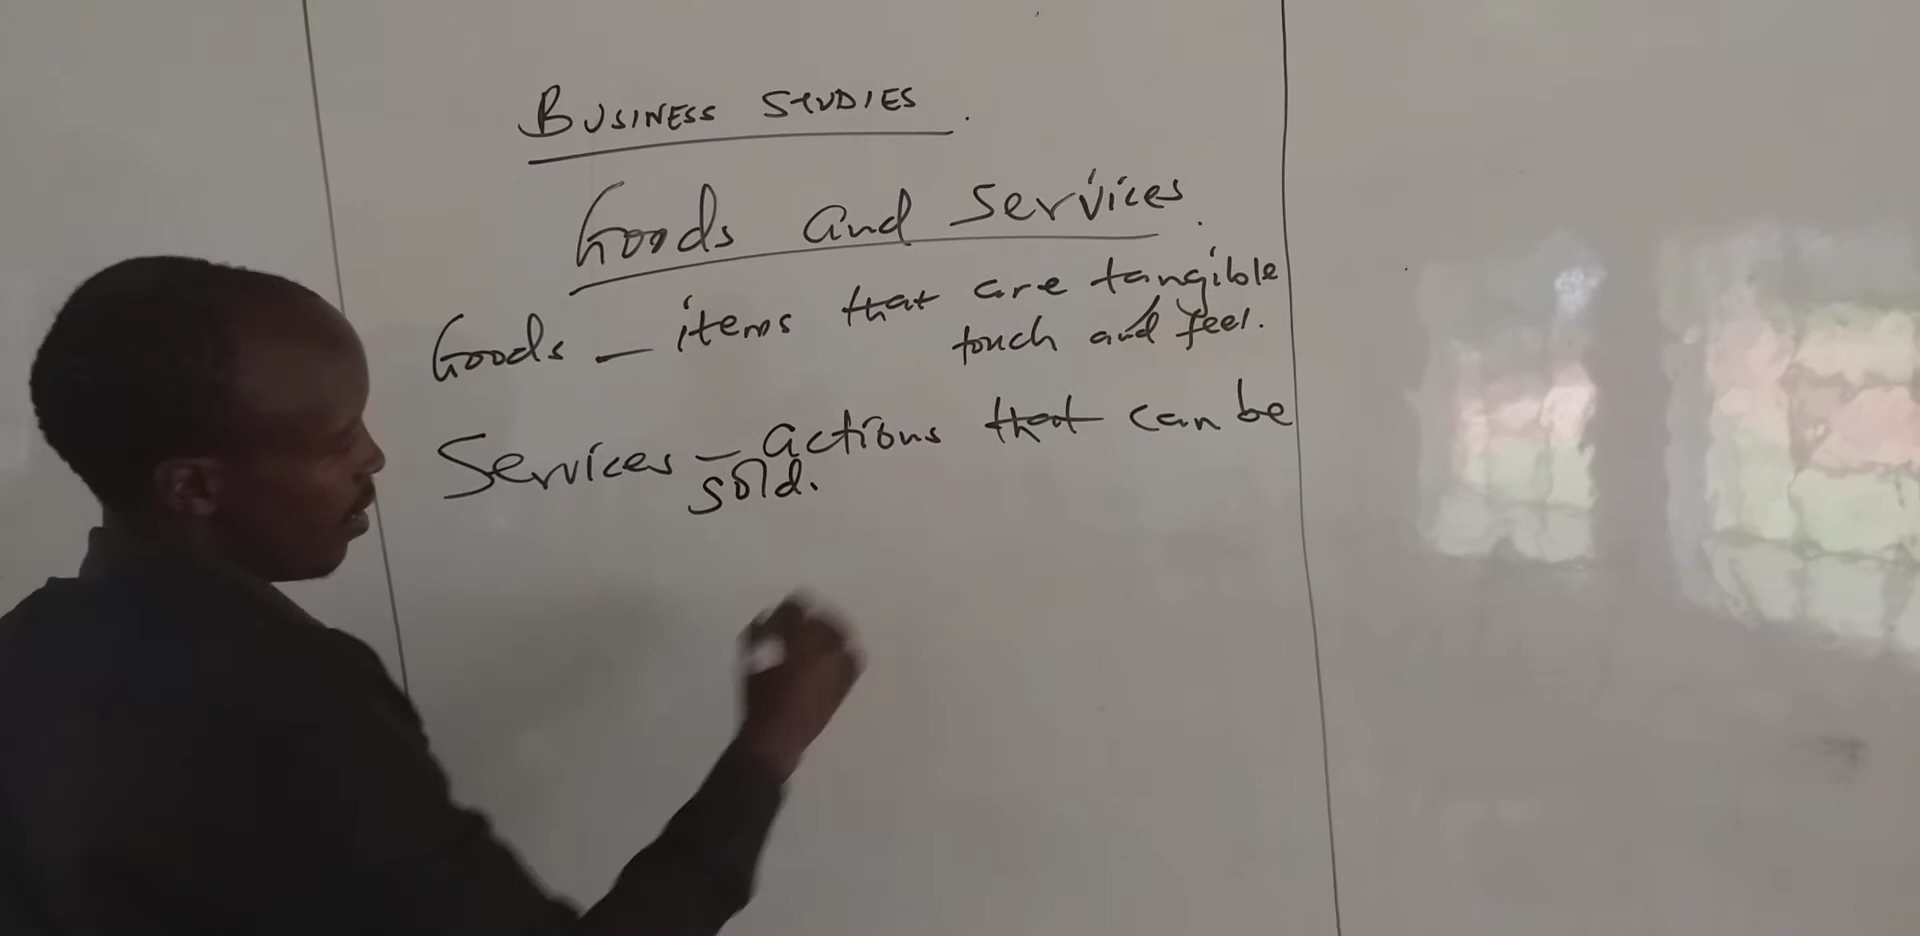 BUSINESS STUDIES.
Goods and Services.
Goods - items that are tangible
touch and feel.
Services - actions that can be
sold.